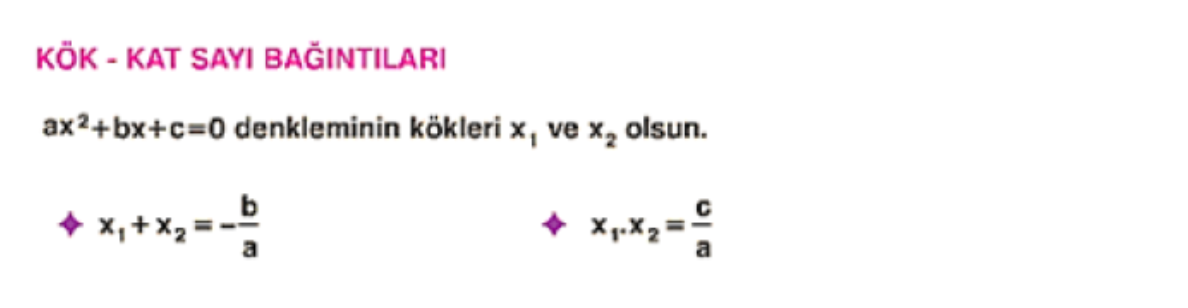 KÖK - KAT SAYI BAĞINTILARI
ax²+bx+c=0 denkleminin kökleri x₁ ve x₂ olsun.
x₁+x₂=-b/a x₁.x₂=c/a